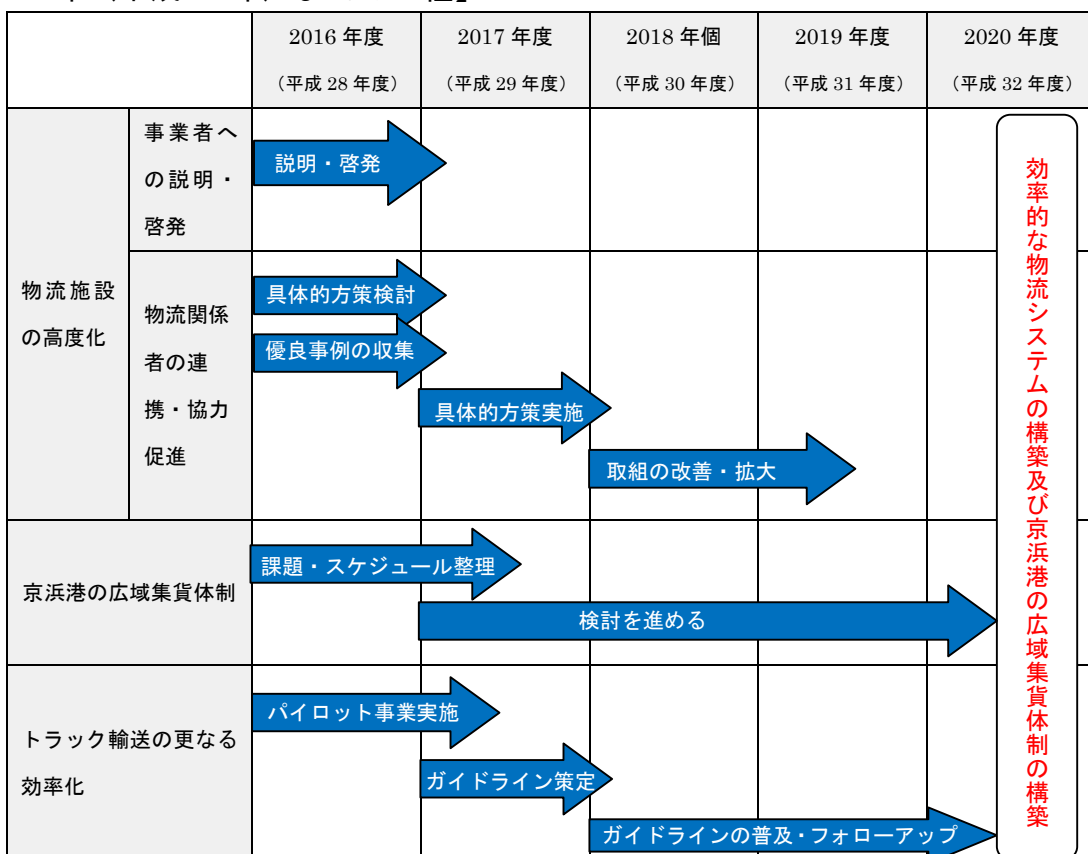 2016 年度
2017 年度
2018 年個
2019 年度
2020 年度
（平成 28 年度）
（平成 29 年度）
（平成 30 年度）
（平成 31 年度）
（平成 32 年度）
物流施設
の高度化
事業者へ
の説明・
啓発
説明・啓発
物流関係
者の連
携・協力
促進
具体的方策検討
優良事例の収集
具体的方策実施
取組の改善・拡大
京浜港の広域集貨体制
課題・スケジュール整理
検討を進める
トラック輸送の更なる
効率化
パイロット事業実施
ガイドライン策定
ガイドラインの普及・フォローアップ
効率的な物流システムの構築及び京浜港の広域集貨体制の構築